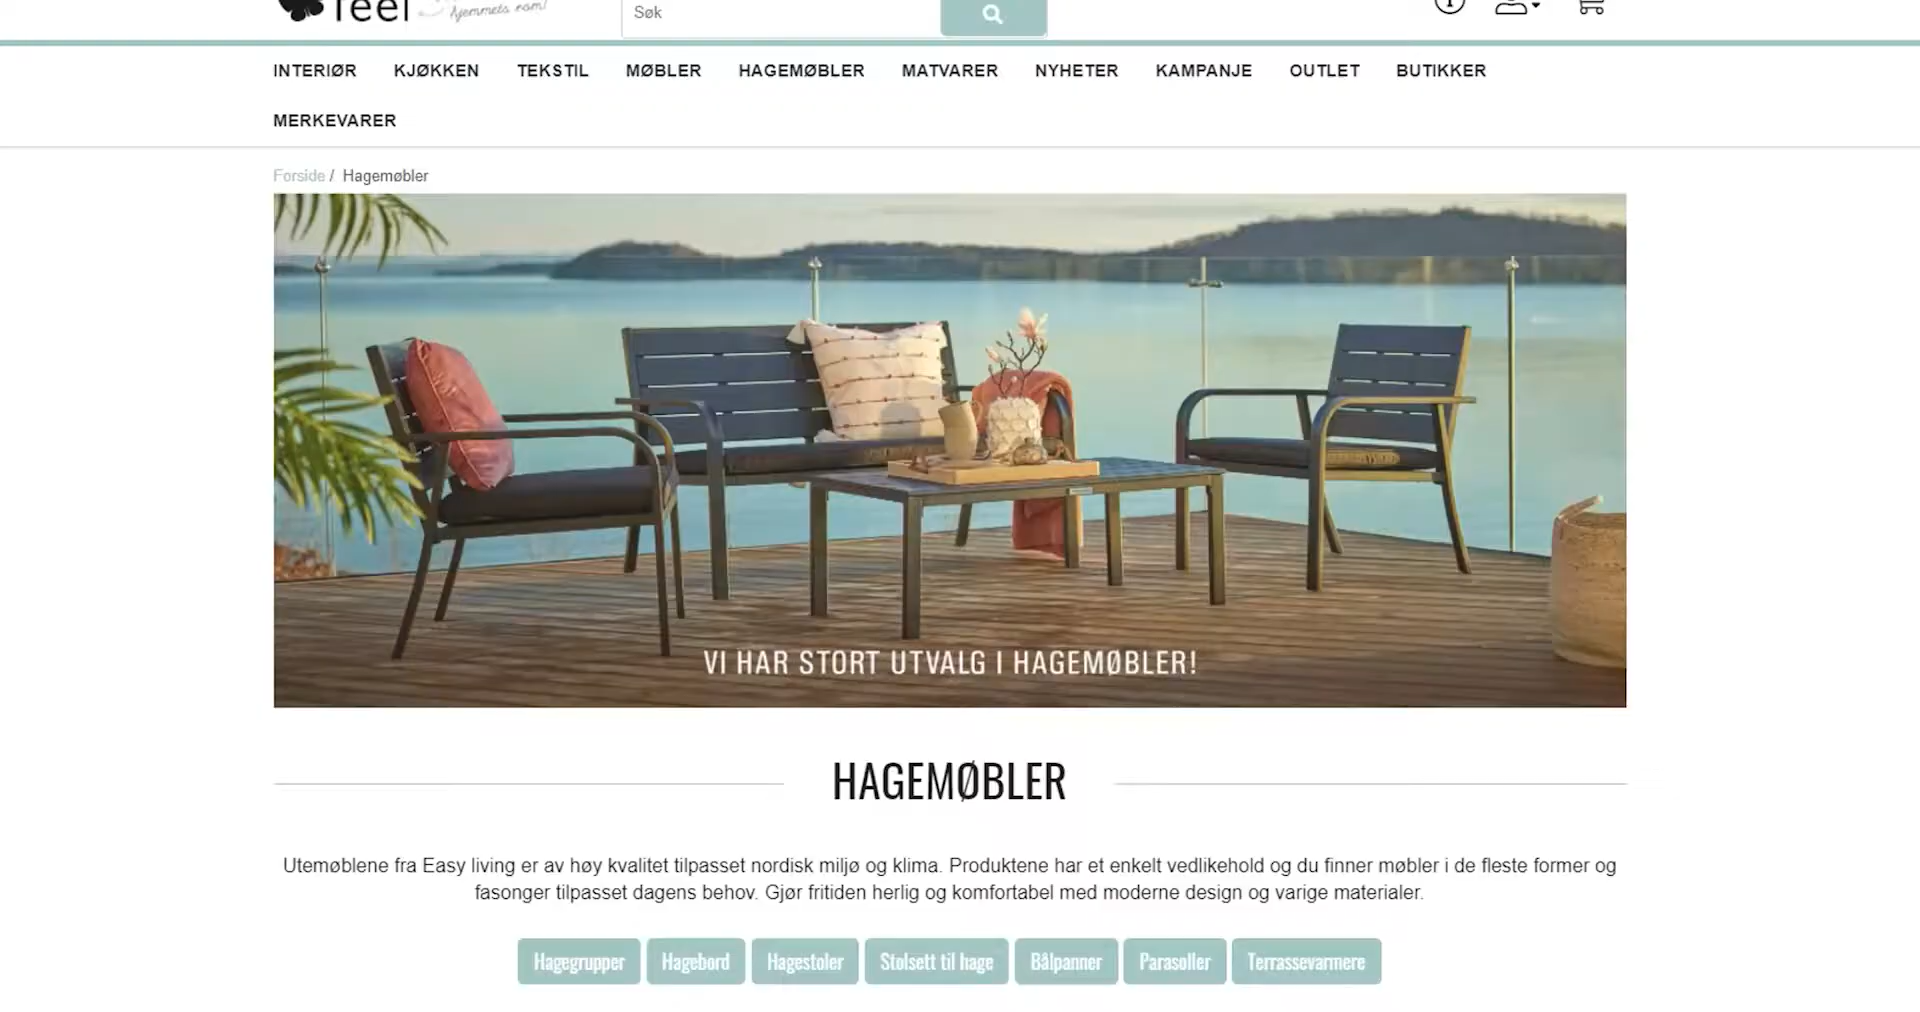 feel hjemmets rom!
Søk
INTERIØR KJØKKEN TEKSTIL MØBLER HAGEMØBLER MATVARER NYHETER KAMPANJE OUTLET BUTIKKER
MERKEVARER
Forside / Hagemøbler
VI HAR STORT UTVALG I HAGEMØBLER!
HAGEMØBLER
Utemøblene fra Easy living er av høy kvalitet tilpasset nordisk miljø og klima. Produktene har et enkelt vedlikehold og du finner møbler i de fleste former og
fasonger tilpasset dagens behov. Gjør fritiden herlig og komfortabel med moderne design og varige materialer.
Hagegrupper Hagebord Hagestoler Stolsett til hage Bålpanner Parasoller Terrassevarmere